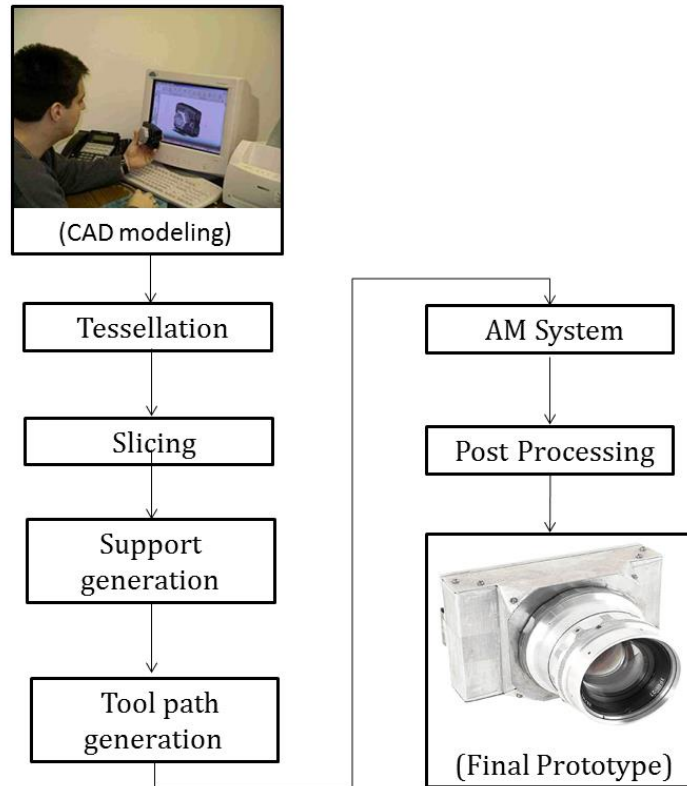 (CAD modeling)
Tessellation
Slicing
Support
generation
Tool path
generation
AM System
Post Processing
(Final Prototype)